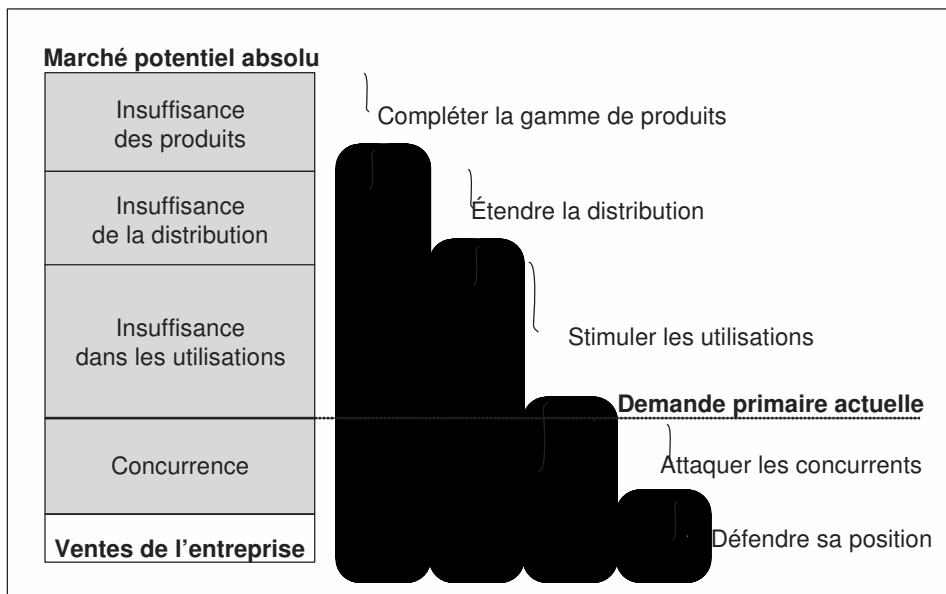 Marché potentiel absolu
Insuffisance
des produits
Compléter la gamme de produits
Insuffisance
de la distribution
Étendre la distribution
Insuffisance
dans les utilisations
Stimuler les utilisations
Demande primaire actuelle
Concurrence
Attaquer les concurrents
Ventes de l’entreprise
Défendre sa position